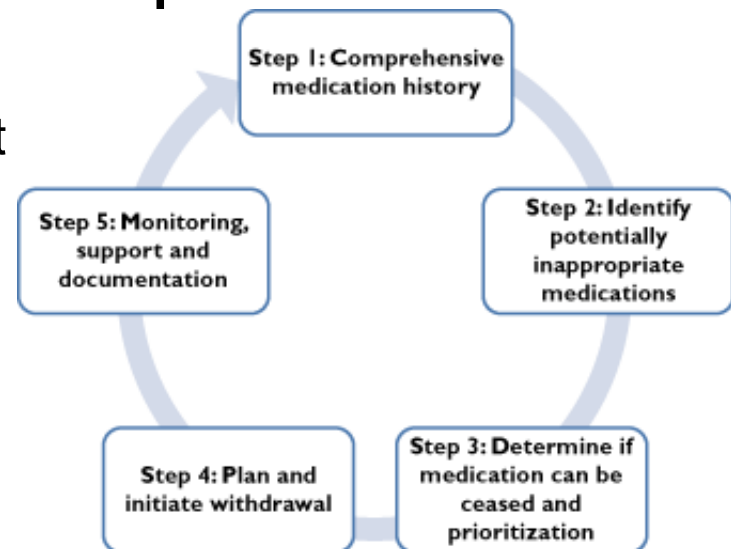 Step 1: Comprehensive
medication history
Step 2: Identify
potentially
inappropriate
medications
Step 3: Determine if
medication can be
ceased and
prioritization
Step 4: Plan and
initiate withdrawal
Step 5: Monitoring,
support and
documentation
t